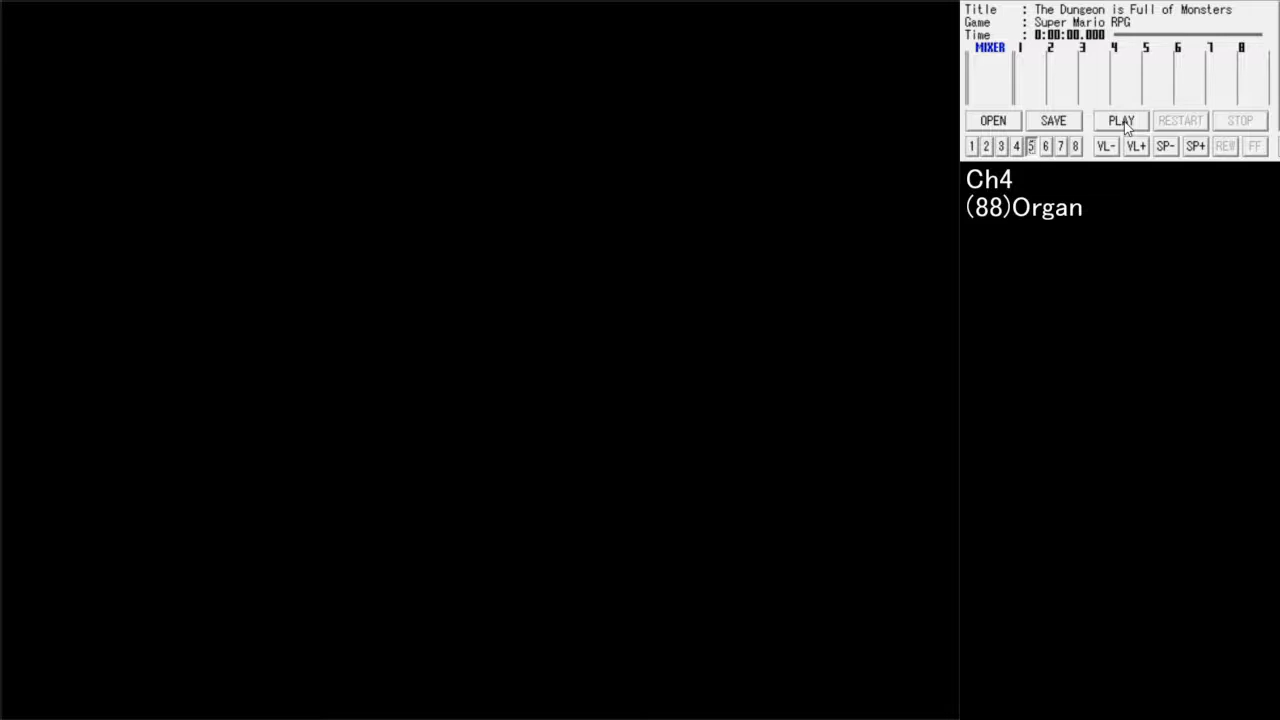 Title : The Dungeon is Full of Monsters
Game : Super Mario RPG
Time : 0:00:00.000
MIXER 1 2 3 4 5 6 7 8
OPEN SAVE PLAY RESTART STOP
1 2 3 4 5 6 7 8 VL- VL+ SP- SP+ REW FF
Ch4
(88)Organ